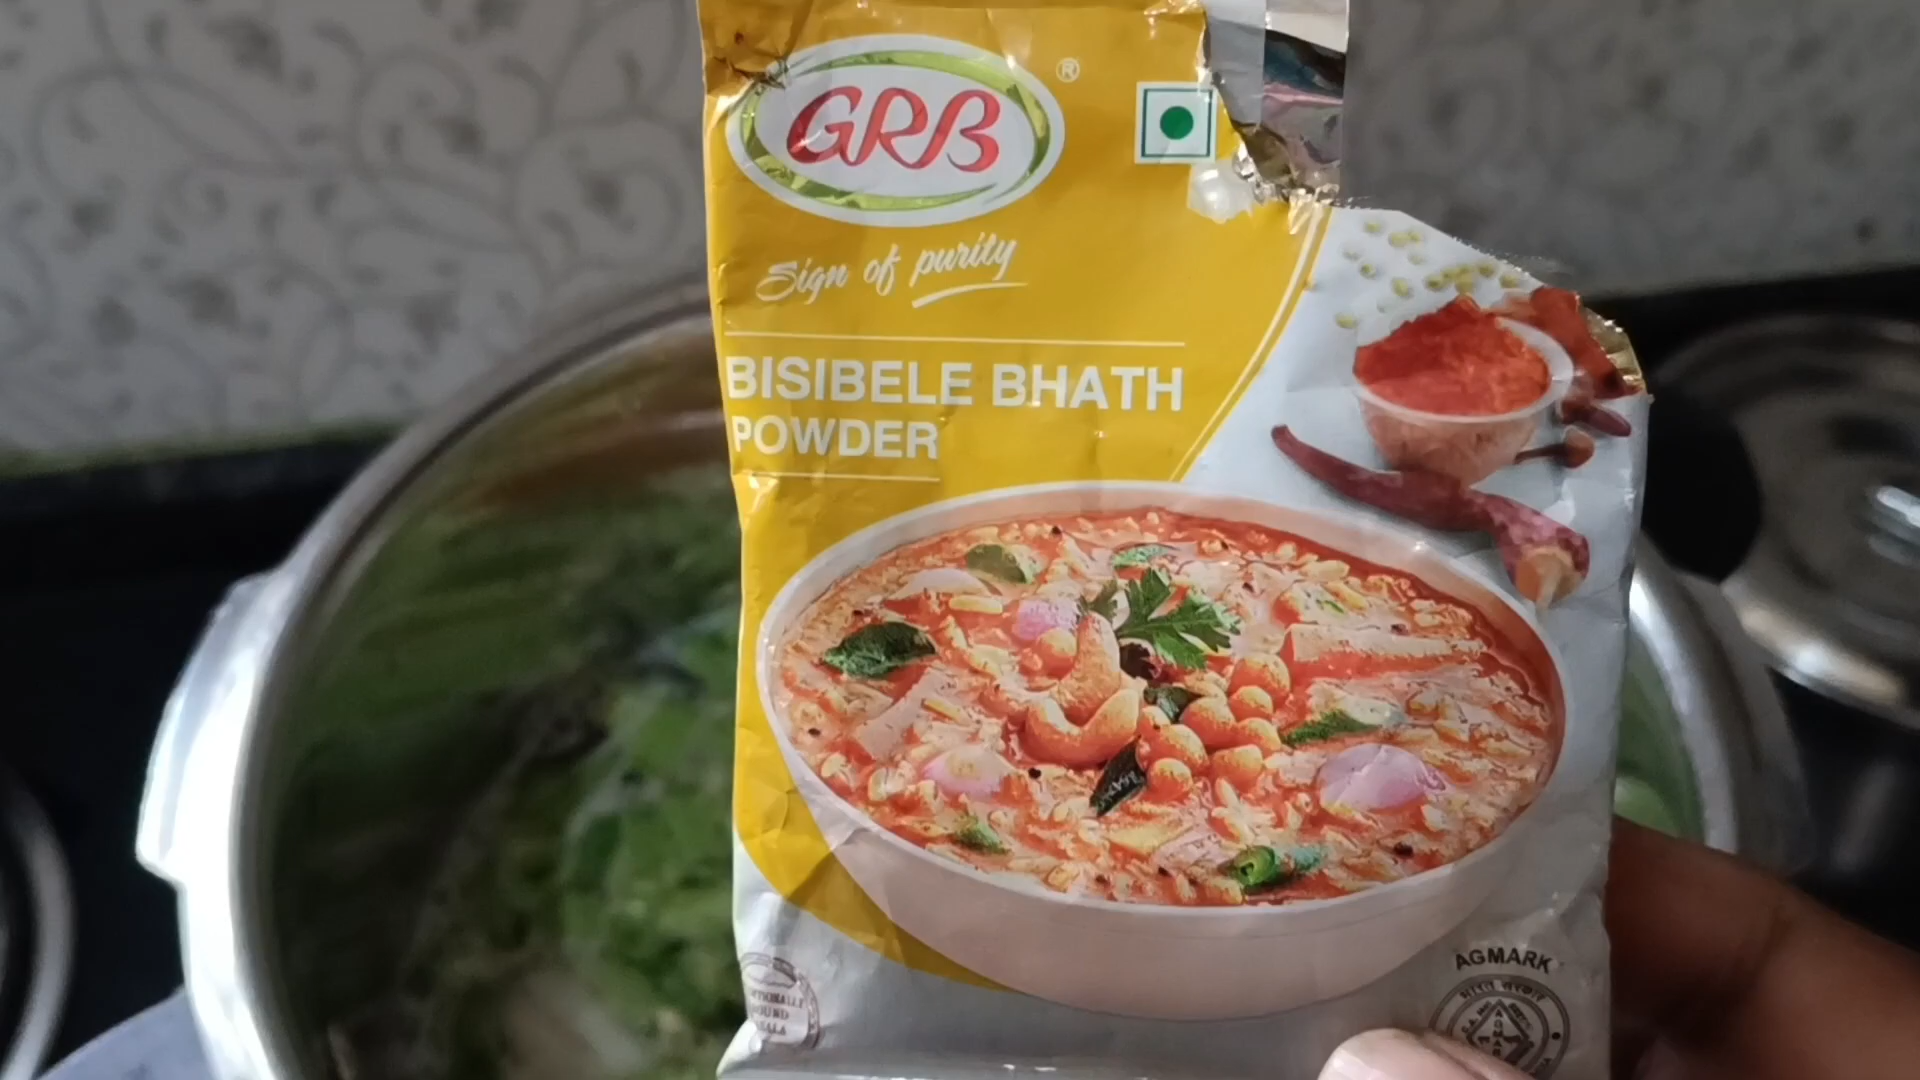 GRB ®
Sign of purity
BISIBELE BHATH
POWDER
AGMARK